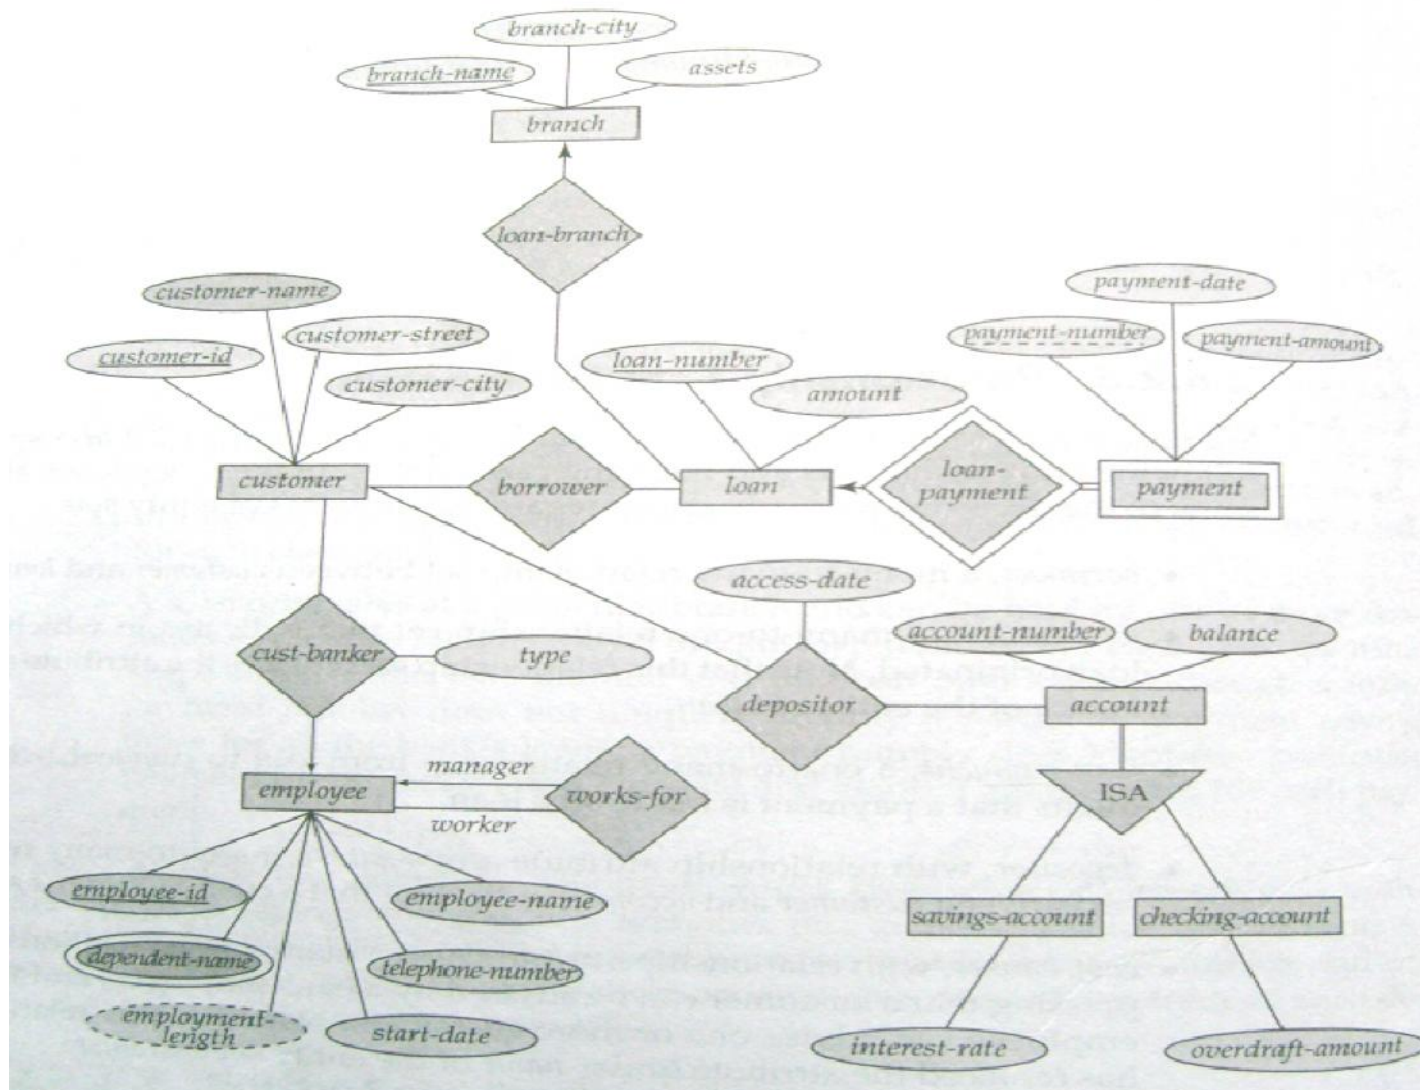 branch-city
branch-name
assets
branch
loan-branch
customer-name
customer-street
customer-id
customer-city
loan-number
amount
payment-date
payment-number
payment-amount
customer
borrower
loan
loan-
payment
payment
access-date
account-number
balance
cust-banker
type
depositor
account
manager
employee
works-for
worker
ISA
employee-id
employee-name
savings-account
checking-account
dependent-name
telephone-number
employment-
length
start-date
interest-rate
overdraft-amount